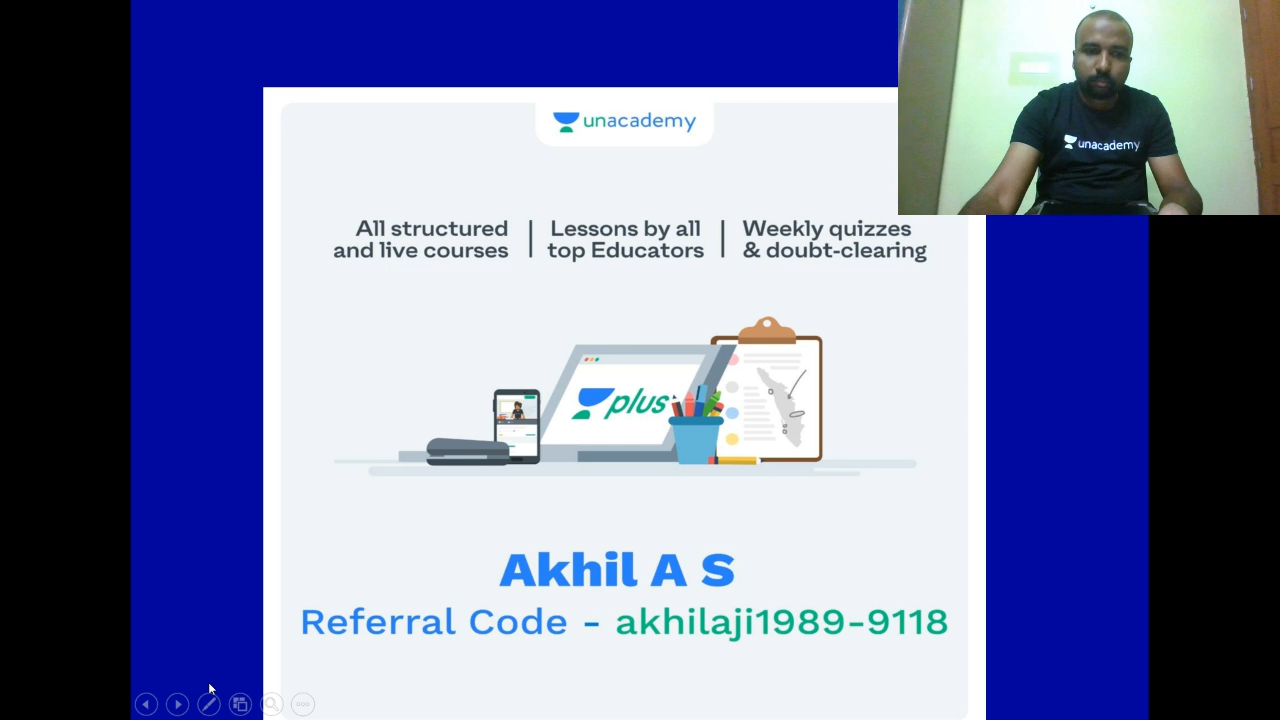 unacademy
unacademy
All structured
and live courses
Lessons by all
top Educators
Weekly quizzes
& doubt-clearing
plus
Akhil A S
Referral Code - akhilaji1989-9118